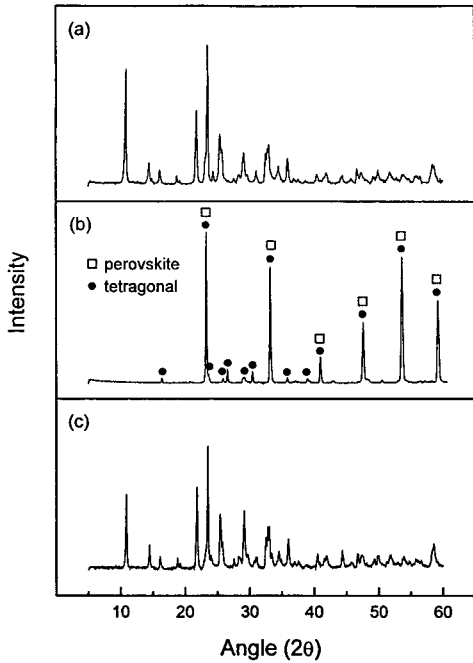 (a)
(b)
□ perovskite
● tetragonal
(c)
Intensity
10 20 30 40 50 60
Angle (2θ)